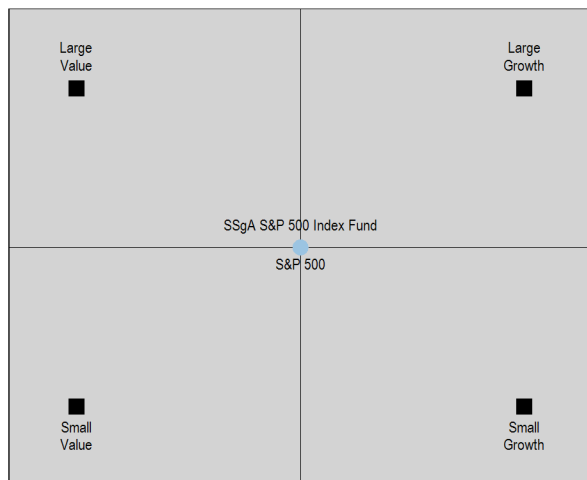 Large
Value
Large
Growth
SSgA S&P 500 Index Fund
S&P 500
Small
Value
Small
Growth